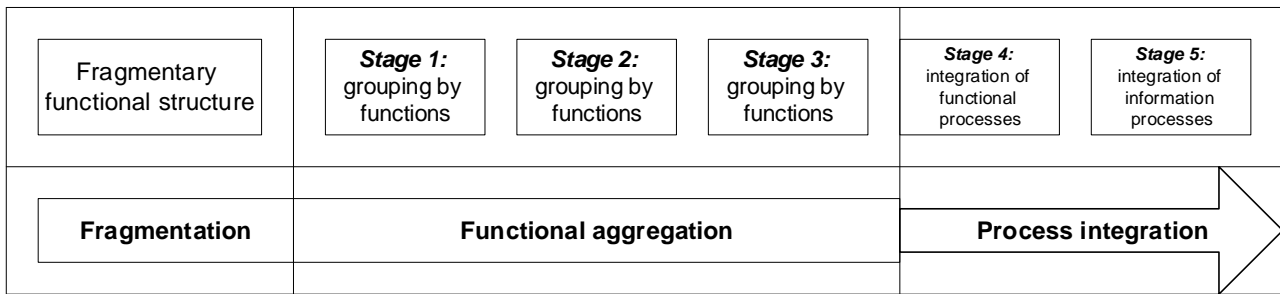 Fragmentary
functional structure
Stage 1:
grouping by
functions
Stage 2:
grouping by
functions
Stage 3:
grouping by
functions
Stage 4:
integration of
functional
processes
Stage 5:
integration of
information
processes
Fragmentation
Functional aggregation
Process integration